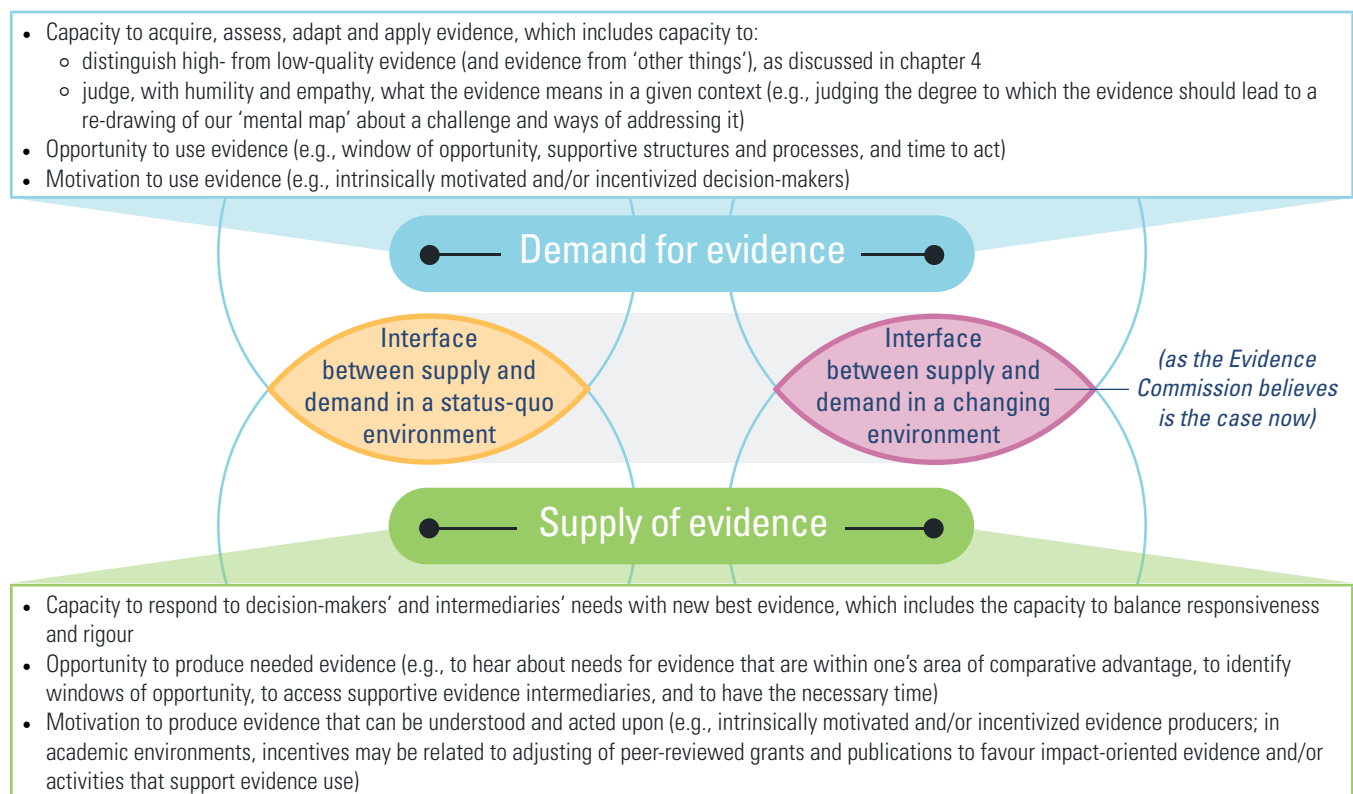 • Capacity to acquire, assess, adapt and apply evidence, which includes capacity to:
○ distinguish high- from low-quality evidence (and evidence from ‘other things’), as discussed in chapter 4
○ judge, with humility and empathy, what the evidence means in a given context (e.g., judging the degree to which the evidence should lead to a
re-drawing of our ‘mental map’ about a challenge and ways of addressing it)
• Opportunity to use evidence (e.g., window of opportunity, supportive structures and processes, and time to act)
• Motivation to use evidence (e.g., intrinsically motivated and/or incentivized decision-makers)
Demand for evidence
Interface
between supply and
demand in a status-quo
environment
Interface
between supply and
demand in a changing
environment
(as the Evidence
Commission believes
is the case now)
Supply of evidence
• Capacity to respond to decision-makers’ and intermediaries’ needs with new best evidence, which includes the capacity to balance responsiveness
and rigour
• Opportunity to produce needed evidence (e.g., to hear about needs for evidence that are within one’s area of comparative advantage, to identify
windows of opportunity, to access supportive evidence intermediaries, and to have the necessary time)
• Motivation to produce evidence that can be understood and acted upon (e.g., intrinsically motivated and/or incentivized evidence producers; in
academic environments, incentives may be related to adjusting of peer-reviewed grants and publications to favour impact-oriented evidence and/or
activities that support evidence use)